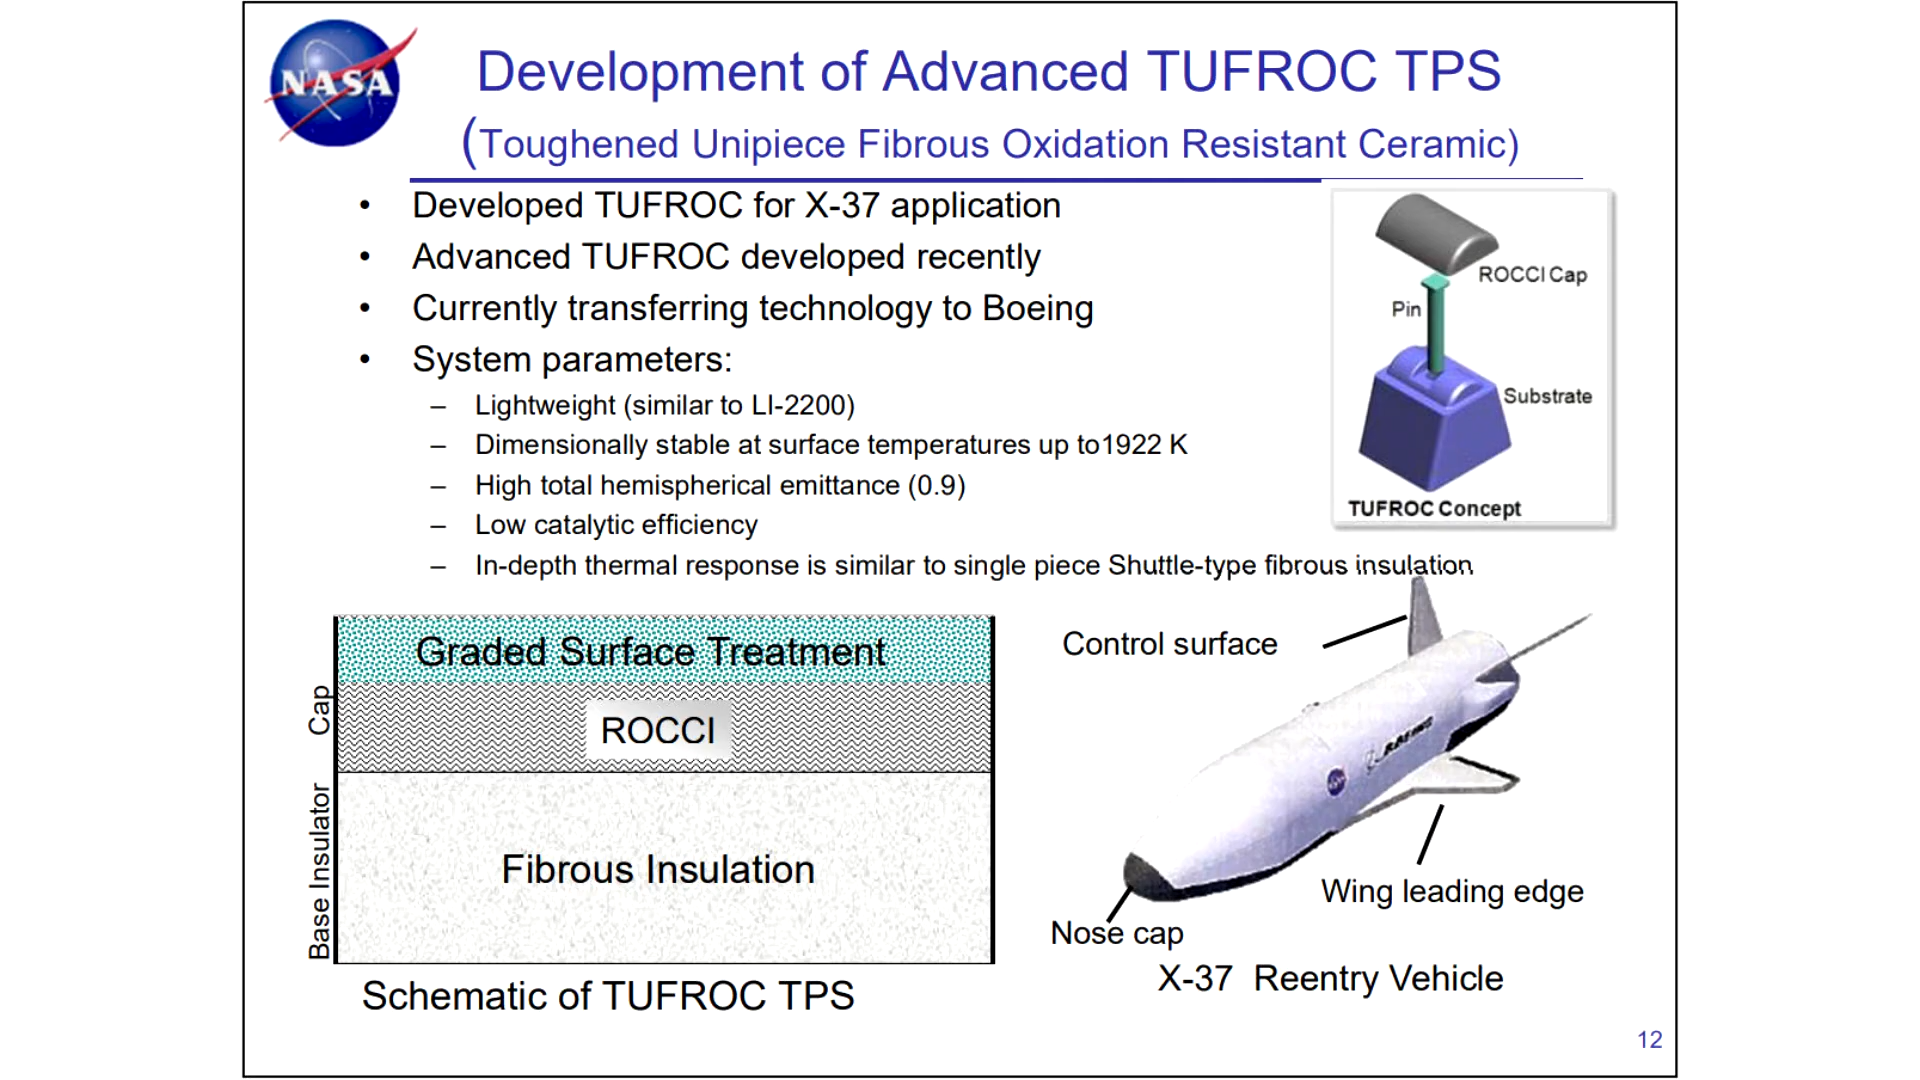 NASA
Development of Advanced TUFROC TPS
(Toughened Unipiece Fibrous Oxidation Resistant Ceramic)
• Developed TUFROC for X-37 application
• Advanced TUFROC developed recently
• Currently transferring technology to Boeing
• System parameters:
– Lightweight (similar to LI-2200)
– Dimensionally stable at surface temperatures up to1922 K
– High total hemispherical emittance (0.9)
– Low catalytic efficiency
– In-depth thermal response is similar to single piece Shuttle-type fibrous insulation
ROCCI Cap
Pin
Substrate
TUFROC Concept
Cap
Base Insulator
Graded Surface Treatment
ROCCI
Fibrous Insulation
Schematic of TUFROC TPS
Control surface
BOEING
Wing leading edge
Nose cap
X-37 Reentry Vehicle
12